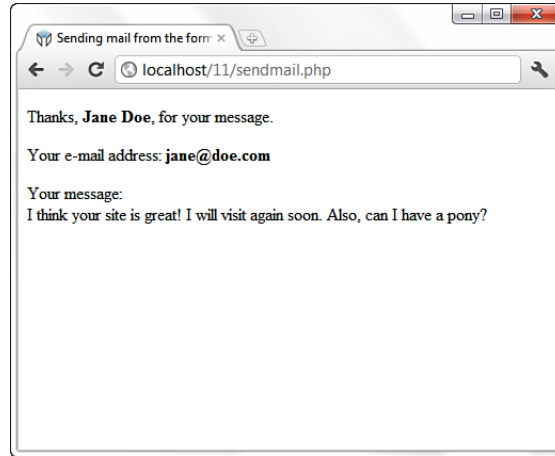 Sending mail from the form
localhost/11/sendmail.php
Thanks, Jane Doe, for your message.
Your e-mail address: jane@doe.com
Your message:
I think your site is great! I will visit again soon. Also, can I have a pony?